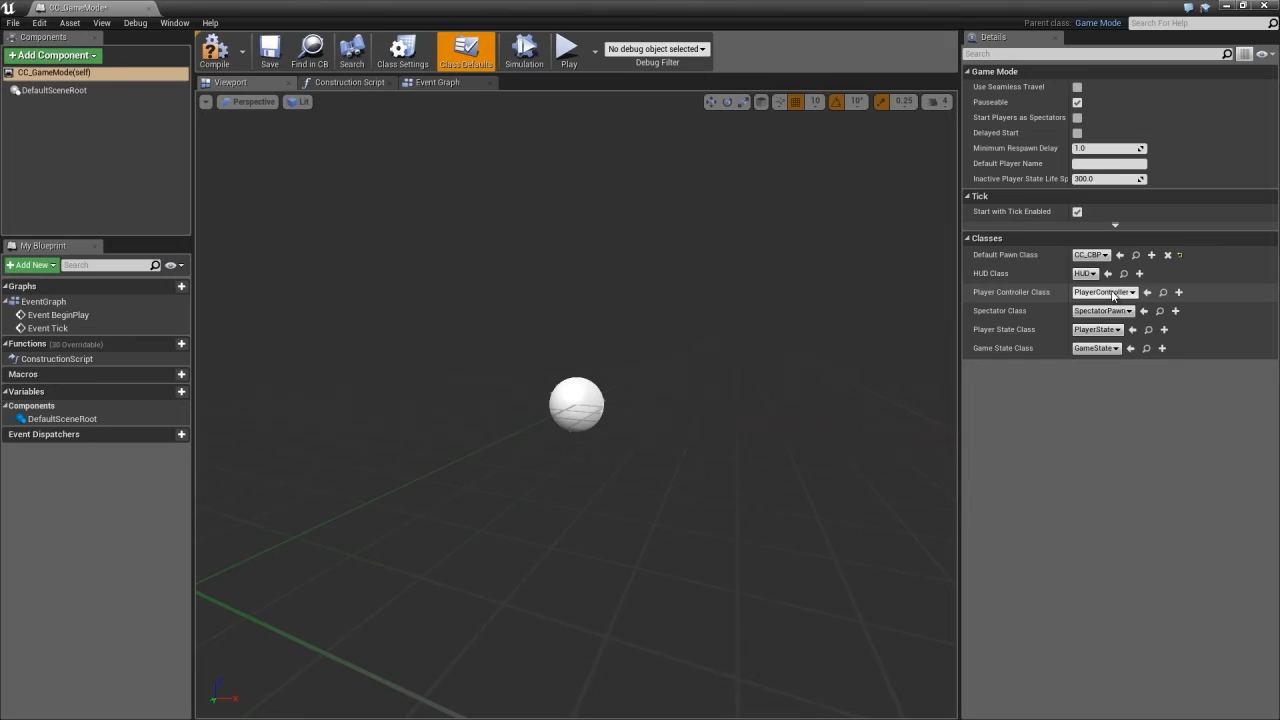 CC_GameMode*
File Edit Asset View Debug Window Help
Parent class: Game Mode
Search For Help
Components
Details
+Add Component
CC_GameMode(self)
DefaultSceneRoot
Compile Save Find in CB Search Class Settings Class Defaults Simulation Play
No debug object selected
Debug Filter
Search
Viewport Construction Script Event Graph
Perspective Lit
10 10° 0.25 4
Game Mode
Use Seamless Travel
Pauseable
Start Players as Spectators
Delayed Start
Minimum Respawn Delay 1.0
Default Player Name
Inactive Player State Life Sp 300.0
Tick
Start with Tick Enabled
Classes
Default Pawn Class CC_CBP
HUD Class HUD
Player Controller Class PlayerController
Spectator Class SpectatorPawn
Player State Class PlayerState
Game State Class GameState
My Blueprint
+Add New Search
Graphs
EventGraph
Event BeginPlay
Event Tick
Functions (30 Overridable)
ConstructionScript
Macros
Variables
Components
DefaultSceneRoot
Event Dispatchers